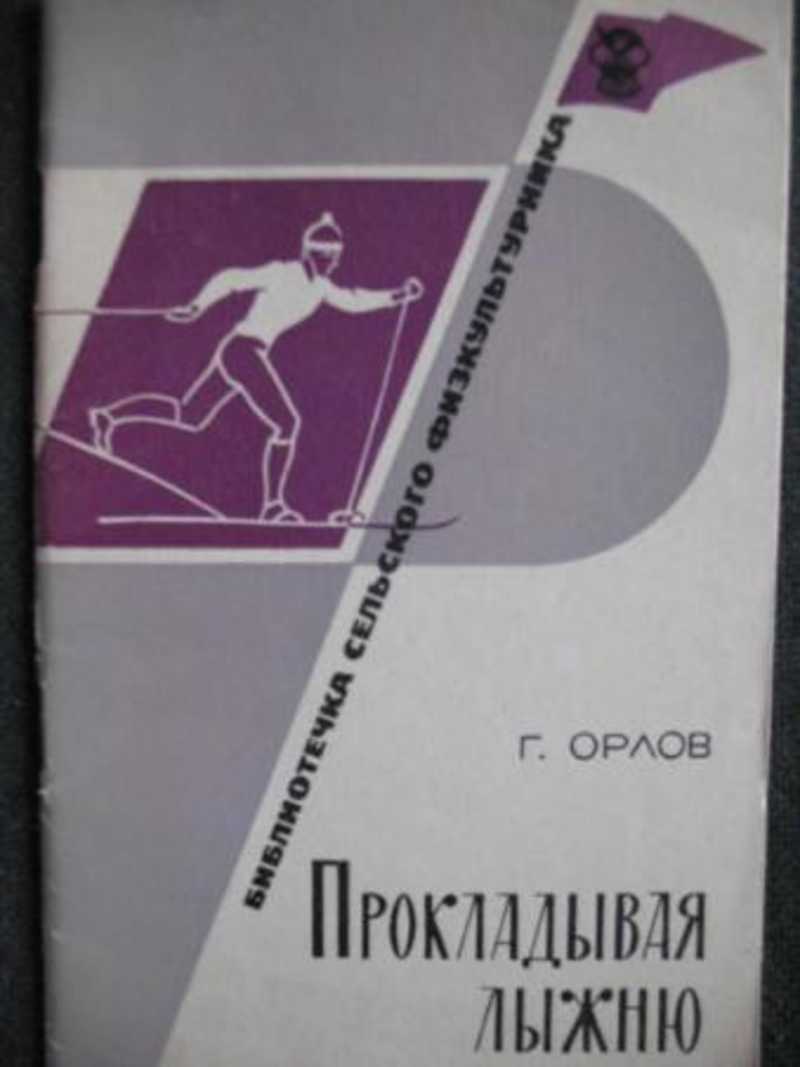 БИБЛИОТЕЧКА СЕЛЬСКОГО ФИЗКУЛЬТУРНИКА
Г. ОРЛОВ
ПРОКЛАДЫВАЯ
ЛЫЖНЮ